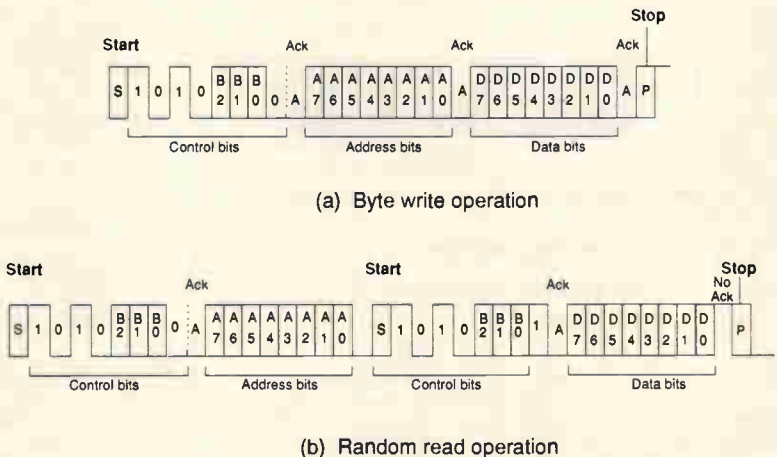 Stop
Start
Ack Ack Ack
S 1 0 1 0 B2 B1 B0 0 A A7 A6 A5 A4 A3 A2 A1 A0 A D7 D6 D5 D4 D3 D2 D1 D0 A P
Control bits Address bits Data bits
(a) Byte write operation
Start Start Stop
Ack Ack No Ack
S 1 0 1 0 B2 B1 B0 0 A A7 A6 A5 A4 A3 A2 A1 A0 S 1 0 1 0 B2 B1 B0 1 A D7 D6 D5 D4 D3 D2 D1 D0 P
Control bits Address bits Control bits Data bits
(b) Random read operation